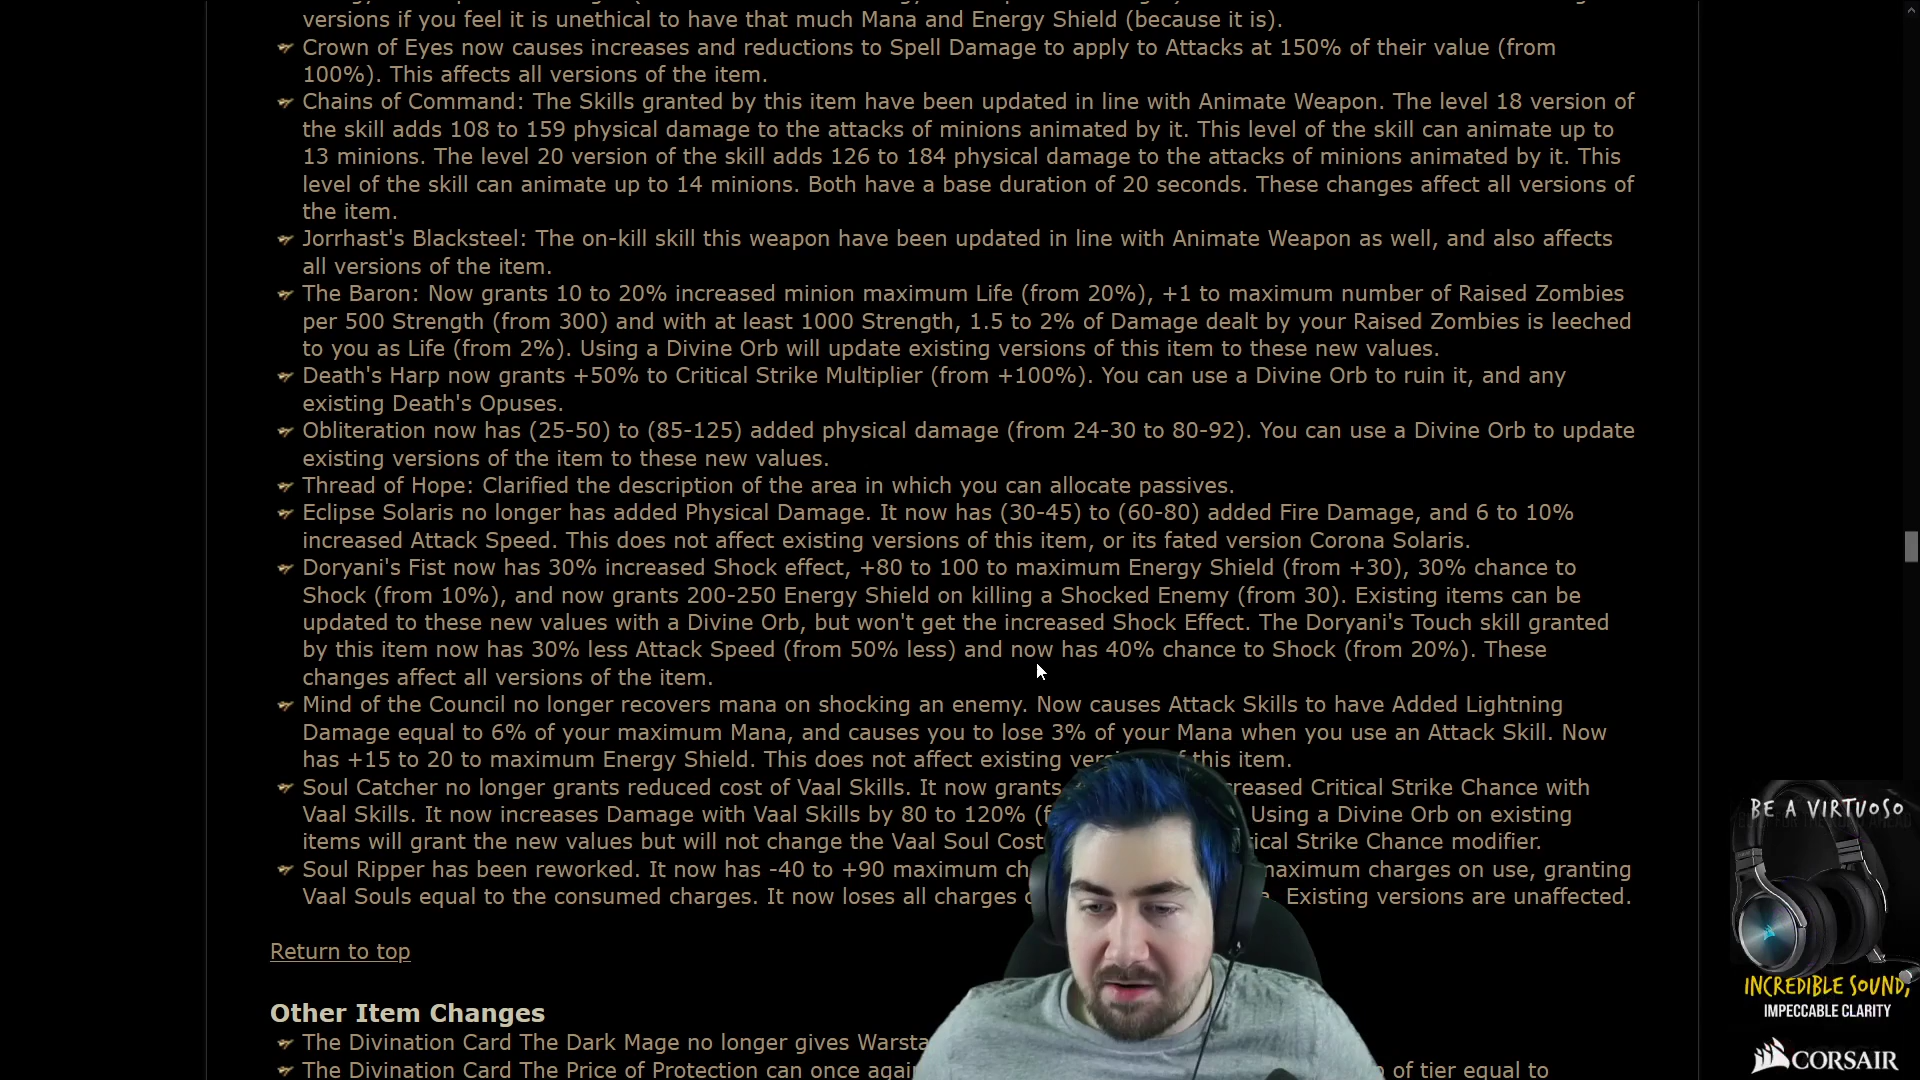 versions if you feel it is unethical to have that much Mana and Energy Shield (because it is).
Crown of Eyes now causes increases and reductions to Spell Damage to apply to Attacks at 150% of their value (from
100%). This affects all versions of the item.
Chains of Command: The Skills granted by this item have been updated in line with Animate Weapon. The level 18 version of
the skill adds 108 to 159 physical damage to the attacks of minions animated by it. This level of the skill can animate up to
13 minions. The level 20 version of the skill adds 126 to 184 physical damage to the attacks of minions animated by it. This
level of the skill can animate up to 14 minions. Both have a base duration of 20 seconds. These changes affect all versions of
the item.
Jorrhast's Blacksteel: The on-kill skill this weapon have been updated in line with Animate Weapon as well, and also affects
all versions of the item.
The Baron: Now grants 10 to 20% increased minion maximum Life (from 20%), +1 to maximum number of Raised Zombies
per 500 Strength (from 300) and with at least 1000 Strength, 1.5 to 2% of Damage dealt by your Raised Zombies is leeched
to you as Life (from 2%). Using a Divine Orb will update existing versions of this item to these new values.
Death's Harp now grants +50% to Critical Strike Multiplier (from +100%). You can use a Divine Orb to ruin it, and any
existing Death's Opuses.
Obliteration now has (25-50) to (85-125) added physical damage (from 24-30 to 80-92). You can use a Divine Orb to update
existing versions of the item to these new values.
Thread of Hope: Clarified the description of the area in which you can allocate passives.
Eclipse Solaris no longer has added Physical Damage. It now has (30-45) to (60-80) added Fire Damage, and 6 to 10%
increased Attack Speed. This does not affect existing versions of this item, or its fated version Corona Solaris.
Doryani's Fist now has 30% increased Shock effect, +80 to 100 to maximum Energy Shield (from +30), 30% chance to
Shock (from 10%), and now grants 200-250 Energy Shield on killing a Shocked Enemy (from 30). Existing items can be
updated to these new values with a Divine Orb, but won't get the increased Shock Effect. The Doryani's Touch skill granted
by this item now has 30% less Attack Speed (from 50% less) and now has 40% chance to Shock (from 20%). These
changes affect all versions of the item.
Mind of the Council no longer recovers mana on shocking an enemy. Now causes Attack Skills to have Added Lightning
Damage equal to 6% of your maximum Mana, and causes you to lose 3% of your Mana when you use an Attack Skill. Now
has +15 to 20 to maximum Energy Shield. This does not affect existing this item.
Soul Catcher no longer grants reduced cost of Vaal Skills. It now grants Critical Strike Chance with
Vaal Skills. It now increases Damage with Vaal Skills by 80 to 120% Using a Divine Orb on existing
items will grant the new values but will not change the Vaal Soul Cost Strike Chance modifier.
Soul Ripper has been reworked. It now has -40 to +90 maximum maximum charges on use, granting
Vaal Souls equal to the consumed charges. It now loses all charges Existing versions are unaffected.
Return to top
Other Item Changes
The Divination Card The Dark Mage no longer gives
The Divination Card The Price of Protection can once of tier equal to
BE A VIRTUOSO
INCREDIBLE SOUND,
IMPECCABLE CLARITY
CORSAIR